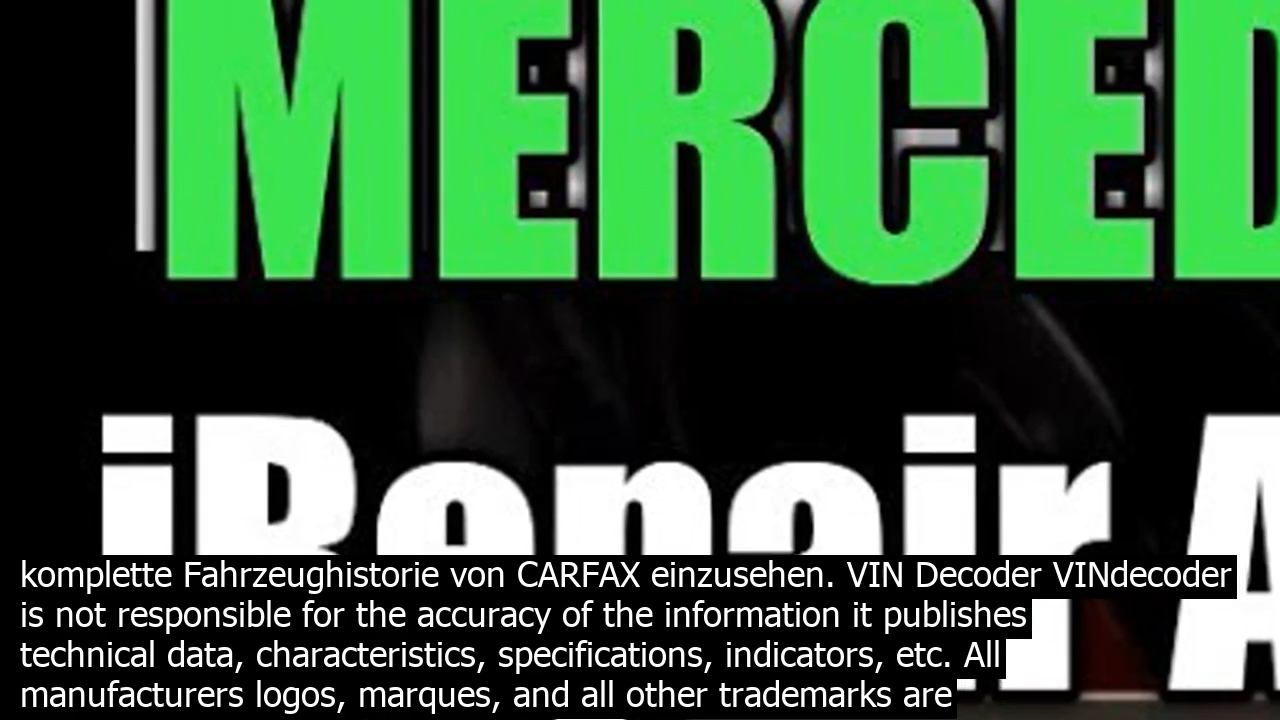 MERCED
iRepair A
komplette Fahrzeughistorie von CARFAX einzusehen. VIN Decoder VINdecoder
is not responsible for the accuracy of the information it publishes
technical data, characteristics, specifications, indicators, etc. All
manufacturers logos, marques, and all other trademarks are